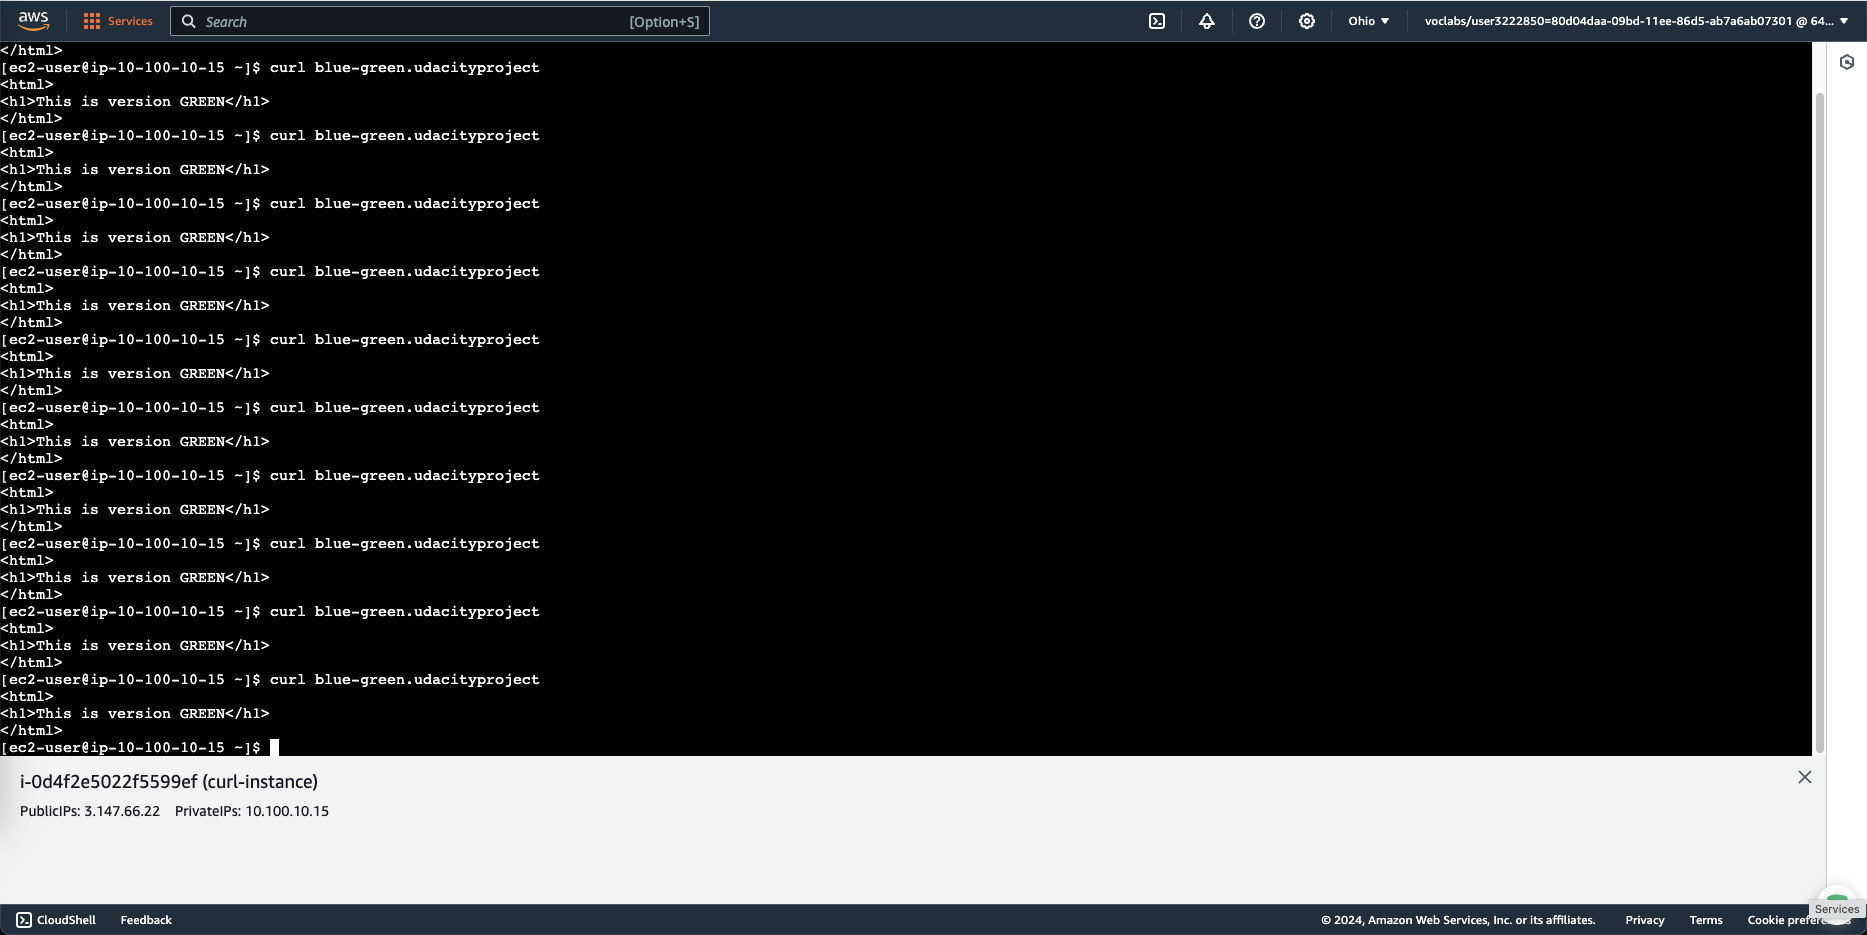 aws Services Search [Option+S] Ohio voclabs/user3222850=80d04daa-09bd-11ee-86d5-ab7a6ab07301 @ 64...
</html>
[ec2-user@ip-10-100-10-15 ~]$ curl blue-green.udacityproject
<html>
<h1>This is version GREEN</h1>
</html>
[ec2-user@ip-10-100-10-15 ~]$ curl blue-green.udacityproject
<html>
<h1>This is version GREEN</h1>
</html>
[ec2-user@ip-10-100-10-15 ~]$ curl blue-green.udacityproject
<html>
<h1>This is version GREEN</h1>
</html>
[ec2-user@ip-10-100-10-15 ~]$ curl blue-green.udacityproject
<html>
<h1>This is version GREEN</h1>
</html>
[ec2-user@ip-10-100-10-15 ~]$ curl blue-green.udacityproject
<html>
<h1>This is version GREEN</h1>
</html>
[ec2-user@ip-10-100-10-15 ~]$ curl blue-green.udacityproject
<html>
<h1>This is version GREEN</h1>
</html>
[ec2-user@ip-10-100-10-15 ~]$ curl blue-green.udacityproject
<html>
<h1>This is version GREEN</h1>
</html>
[ec2-user@ip-10-100-10-15 ~]$ curl blue-green.udacityproject
<html>
<h1>This is version GREEN</h1>
</html>
[ec2-user@ip-10-100-10-15 ~]$ curl blue-green.udacityproject
<html>
<h1>This is version GREEN</h1>
</html>
[ec2-user@ip-10-100-10-15 ~]$ curl blue-green.udacityproject
<html>
<h1>This is version GREEN</h1>
</html>
[ec2-user@ip-10-100-10-15 ~]$
i-0d4f2e5022f5599ef (curl-instance)
PublicIPs: 3.147.66.22 PrivateIPs: 10.100.10.15
Services
CloudShell Feedback © 2024, Amazon Web Services, Inc. or its affiliates. Privacy Terms Cookie